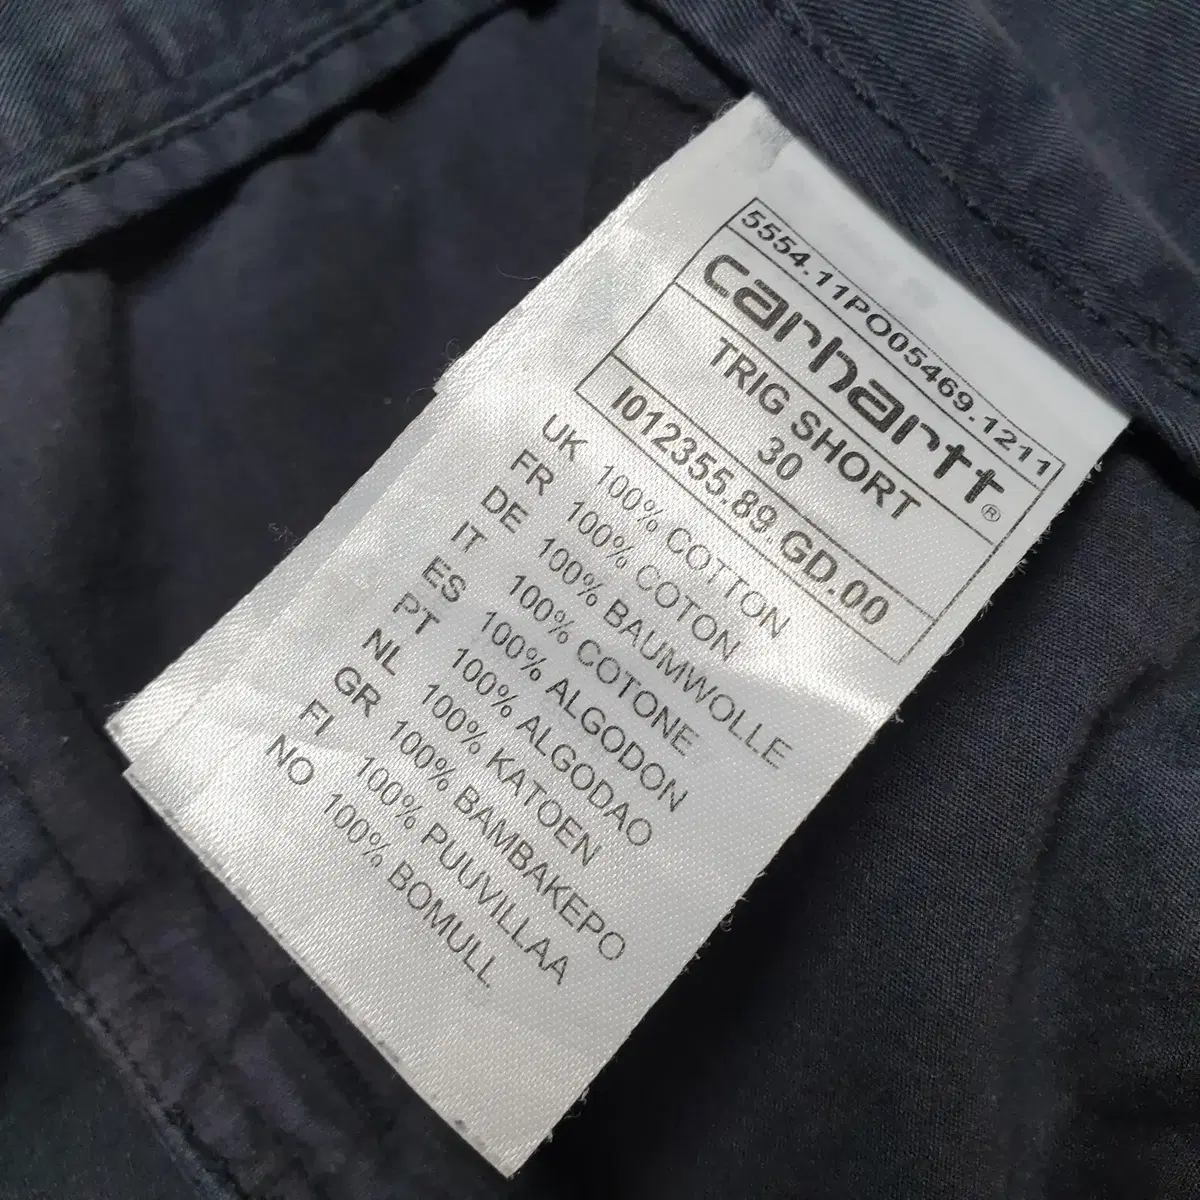 5554.11PO05469.1211
carhartt®
TRIG SHORT
30
I012355.89.GD.00
UK 100% COTTON
FR 100% COTON
DE 100% BAUMWOLLE
IT 100% COTONE
ES 100% ALGODON
PT 100% ALGODAO
NL 100% KATOEN
GR 100% BAMBAKEPO
FI 100% PUUVILLAA
NO 100% BOMULL